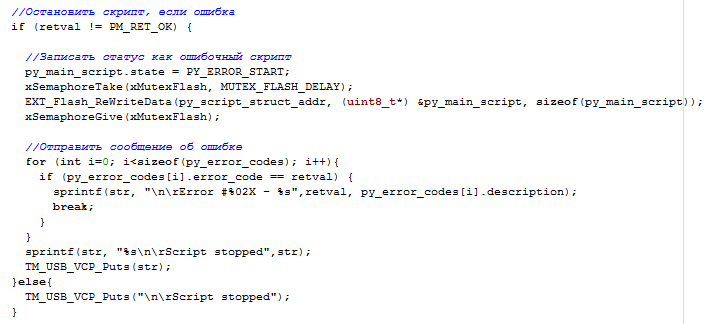 //Остановить скрипт, если ошибка
if (retval != PM_RET_OK) {
//Записать статус как ошибочный скрипт
py_main_script.state = PY_ERROR_START;
xSemaphoreTake(xMutexFlash, MUTEX_FLASH_DELAY);
EXT_Flash_ReWriteData(py_script_struct_addr, (uint8_t*) &py_main_script, sizeof(py_main_script));
xSemaphoreGive(xMutexFlash);
//Отправить сообщение об ошибке
for (int i=0; i<sizeof(py_error_codes); i++){
if (py_error_codes[i].error_code == retval) {
sprintf(str, "\n\rError #%02X - %s",retval, py_error_codes[i].description);
break;
}
}
sprintf(str, "%s\n\rScript stopped",str);
TM_USB_VCP_Puts(str);
}else{
TM_USB_VCP_Puts("\n\rScript stopped");
}